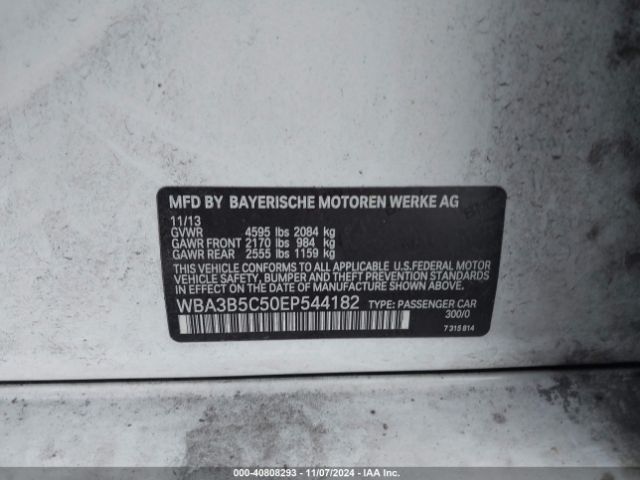 MFD BY BAYERISCHE MOTOREN WERKE AG
11/13
GVWR 4595 lbs 2084 kg
GAWR FRONT 2170 lbs 984 kg
GAWR REAR 2555 lbs 1159 kg
THIS VEHICLE CONFORMS TO ALL APPLICABLE U.S.FEDERAL MOTOR
VEHICLE SAFETY, BUMPER AND THEFT PREVENTION STANDARDS
IN EFFECT ON THE DATE OF MANUFACTURE SHOWN ABOVE.
WBA3B5C50EP544182 TYPE: PASSENGER CAR
300/0
7 315 814
000-40808293 - 11/07/2024 - IAA Inc.